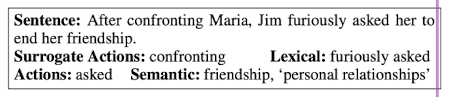 Sentence: After confronting Maria, Jim furiously asked her to
end her friendship.
Surrogate Actions: confronting Lexical: furiously asked
Actions: asked Semantic: friendship, ‘personal relationships’